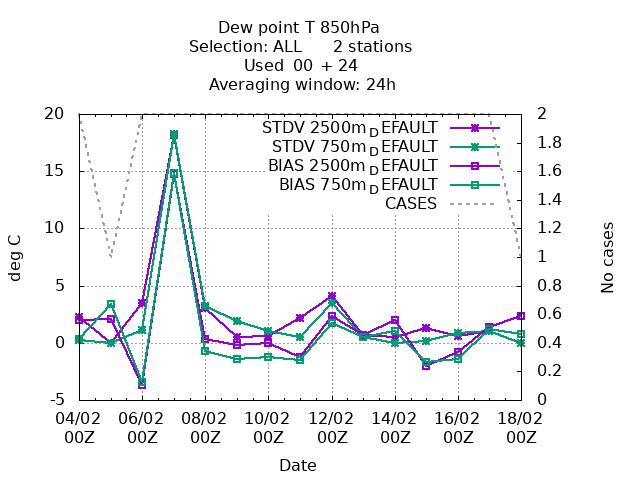 Dew point T 850hPa
Selection: ALL 2 stations
Used 00 + 24
Averaging window: 24h
20
15
10
5
0
-5
2
1.8
1.6
1.4
1.2
1
0.8
0.6
0.4
0.2
0
STDV 2500m_DEFAULT
STDV 750m_DEFAULT
BIAS 2500m_DEFAULT
BIAS 750m_DEFAULT
CASES
deg C
No cases
04/02 06/02 08/02 10/02 12/02 14/02 16/02 18/02
00Z 00Z 00Z 00Z 00Z 00Z 00Z 00Z
Date